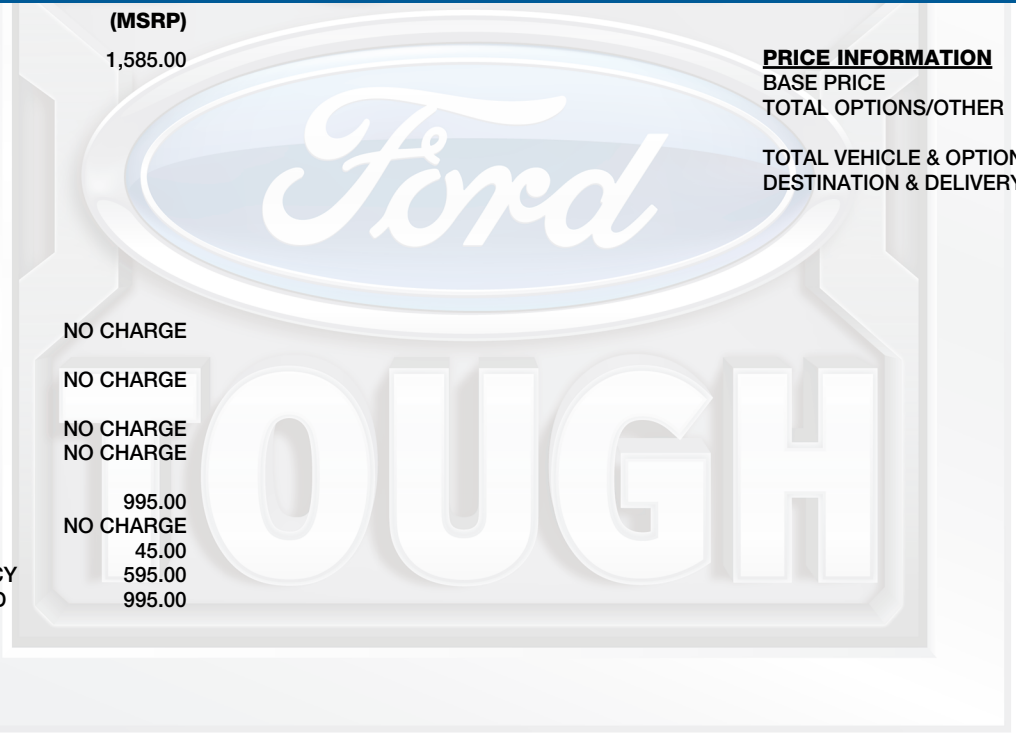 (MSRP)
1,585.00
NO CHARGE
NO CHARGE
NO CHARGE
NO CHARGE
995.00
NO CHARGE
45.00
CY 595.00
995.00
PRICE INFORMATION
BASE PRICE
TOTAL OPTIONS/OTHER
TOTAL VEHICLE & OPTION
DESTINATION & DELIVERY
Ford
TOUGH